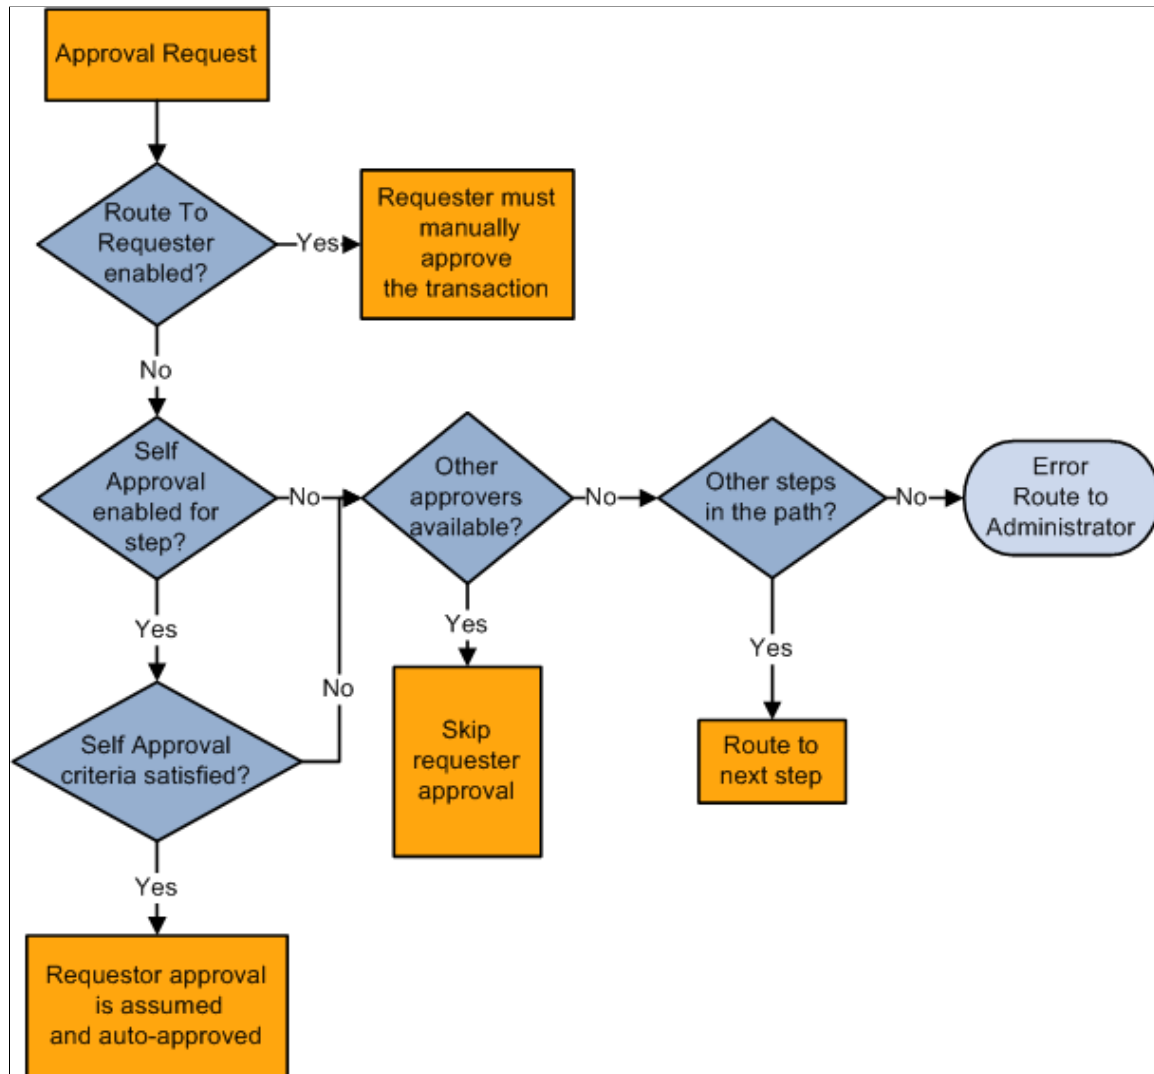 Approval Request
Route To
Requester
enabled?
Yes
Requester must
manually
approve
the transaction
No
Self
Approval
enabled for
step?
No
Other
approvers
available?
No
Other steps
in the path?
No
Error
Route to
Administrator
Yes
Yes
Yes
No
Self Approval
criteria satisfied?
Skip
requester
approval
Route to
next step
Yes
Requestor approval
is assumed
and auto-approved